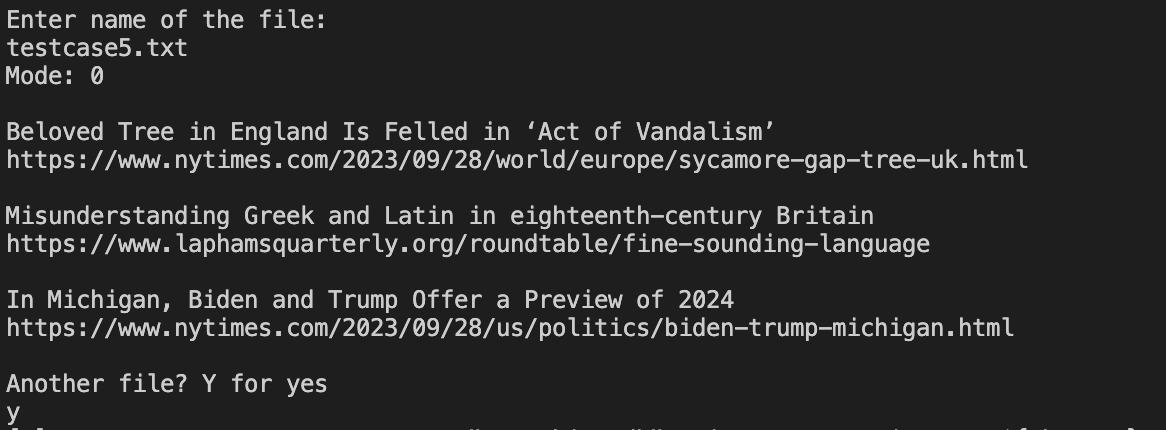 Enter name of the file:
testcase5.txt
Mode: 0
Beloved Tree in England Is Felled in ‘Act of Vandalism’
https://www.nytimes.com/2023/09/28/world/europe/sycamore-gap-tree-uk.html
Misunderstanding Greek and Latin in eighteenth-century Britain
https://www.laphamsquarterly.org/roundtable/fine-sounding-language
In Michigan, Biden and Trump Offer a Preview of 2024
https://www.nytimes.com/2023/09/28/us/politics/biden-trump-michigan.html
Another file? Y for yes
y